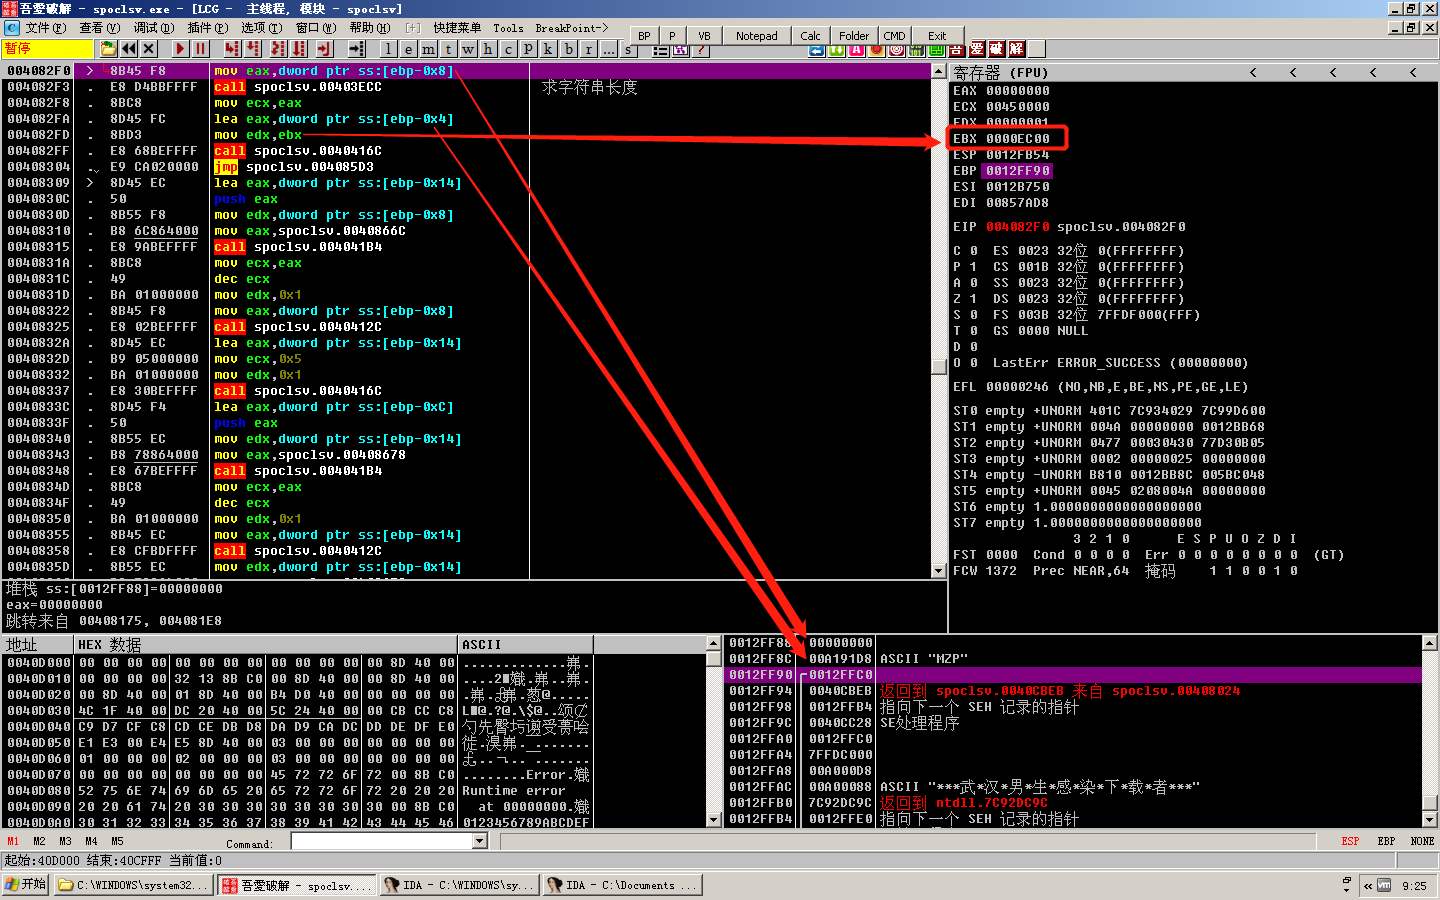 吾爱破解 - spoclsv.exe - [LCG -  主线程, 模块 - spoclsv]
文件(F) 查看(V) 调试(D) 插件(P) 选项(T) 窗口(W) 帮助(H) [+] 快捷菜单 Tools BreakPoint->
BP P VB Notepad Calc Folder CMD Exit
暂停
l e m t w h c p k b r ... s
004082F0 > 8B45 F8 mov eax,dword ptr ss:[ebp-0x8]
004082F3 . E8 D4BBFFFF call spoclsv.00403ECC 求字符串长度
004082F8 . 8BC8 mov ecx,eax
004082FA . 8D45 FC lea eax,dword ptr ss:[ebp-0x4]
004082FD . 8BD3 mov edx,ebx
004082FF . E8 68BEFFFF call spoclsv.0040416C
00408304 . E9 CA020000 jmp spoclsv.004085D3
00408309 > 8D45 EC lea eax,dword ptr ss:[ebp-0x14]
0040830C . 50 push eax
0040830D . 8B55 F8 mov edx,dword ptr ss:[ebp-0x8]
00408310 . B8 6C864000 mov eax,spoclsv.0040866C
00408315 . E8 9ABEFFFF call spoclsv.004041B4
0040831A . 8BC8 mov ecx,eax
0040831C . 49 dec ecx
0040831D . BA 01000000 mov edx,0x1
00408322 . 8B45 F8 mov eax,dword ptr ss:[ebp-0x8]
00408325 . E8 02BEFFFF call spoclsv.0040412C
0040832A . 8D45 EC lea eax,dword ptr ss:[ebp-0x14]
0040832D . B9 05000000 mov ecx,0x5
00408332 . BA 01000000 mov edx,0x1
00408337 . E8 30BEFFFF call spoclsv.0040416C
0040833C . 8D45 F4 lea eax,dword ptr ss:[ebp-0xC]
0040833F . 50 push eax
00408340 . 8B55 EC mov edx,dword ptr ss:[ebp-0x14]
00408343 . B8 78864000 mov eax,spoclsv.00408678
00408348 . E8 67BEFFFF call spoclsv.004041B4
0040834D . 8BC8 mov ecx,eax
0040834F . 49 dec ecx
00408350 . BA 01000000 mov edx,0x1
00408355 . 8B45 EC mov eax,dword ptr ss:[ebp-0x14]
00408358 . E8 CFBDFFFF call spoclsv.0040412C
0040835D . 8B55 EC mov edx,dword ptr ss:[ebp-0x14]
堆栈 ss:[0012FF88]=00000000
eax=00000000
跳转来自 00408175, 004081E8
寄存器 (FPU) < < < < <
EAX 00000000
ECX 00450000
EDX 00000001
EBX 0000EC00
ESP 0012FB54
EBP 0012FF90
ESI 0012B750
EDI 00857AD8
EIP 004082F0 spoclsv.004082F0
C 0 ES 0023 32位 0(FFFFFFFF)
P 1 CS 001B 32位 0(FFFFFFFF)
A 0 SS 0023 32位 0(FFFFFFFF)
Z 1 DS 0023 32位 0(FFFFFFFF)
S 0 FS 003B 32位 7FFDF000(FFF)
T 0 GS 0000 NULL
D 0
O 0 LastErr ERROR_SUCCESS (00000000)
EFL 00000246 (NO,NB,E,BE,NS,PE,GE,LE)
ST0 empty +UNORM 401C 7C934029 7C99D600
ST1 empty +UNORM 004A 00000000 0012BB68
ST2 empty +UNORM 0477 00030430 77D30B05
ST3 empty +UNORM 0002 00000025 00000000
ST4 empty -UNORM B810 0012BB8C 005BC048
ST5 empty +UNORM 0045 0208004A 00000000
ST6 empty 1.0000000000000000000
ST7 empty 1.0000000000000000000
3 2 1 0 E S P U O Z D I
FST 0000 Cond 0 0 0 0 Err 0 0 0 0 0 0 0 0 (GT)
FCW 1372 Prec NEAR,64 掩码 1 1 0 0 1 0
地址 HEX 数据 ASCII
0040D000 00 00 00 00 00 00 00 00 00 00 00 00 00 8D 40 00
0040D010 00 00 00 00 32 13 8B C0 00 8D 40 00 00 8D 40 00
0040D020 00 8D 40 00 01 8D 40 00 B4 D0 40 00 00 00 00 00
0040D030 4C 1F 40 00 DC 20 40 00 5C 24 40 00 00 CB CC C8
0040D040 C9 D7 CF C8 CD CE DB D8 DA D9 CA DC DD DE DF E0
0040D050 E1 E3 00 E4 E5 8D 40 00 03 00 00 00 00 00 00 00
0040D060 01 00 00 00 02 00 00 00 03 00 00 00 00 00 00 00
0040D070 00 00 00 00 00 00 00 00 45 72 72 6F 72 00 8B C0 ........Error.
0040D080 52 75 6E 74 69 6D 65 20 65 72 72 6F 72 20 20 20 Runtime error
0040D090 20 20 61 74 20 30 30 30 30 30 30 30 30 00 8B C0 at 00000000.
0040D0A0 30 31 32 33 34 35 36 37 38 39 41 42 43 44 45 46 0123456789ABCDEF
0012FF88 00000000
0012FF8C 00A191D8 ASCII "MZP"
0012FF90 0012FFC0
0012FF94 0040CBEB 返回到 spoclsv.0040CBEB 来自 spoclsv.00408024
0012FF98 0012FFB4 指向下一个 SEH 记录的指针
0012FF9C 0040CC28 SE处理程序
0012FFA0 0012FFC0
0012FFA4 7FFDC000
0012FFA8 00A000D8
0012FFAC 00A00088 ASCII "***武*汉*男*生*感*染*下*载*者***"
0012FFB0 7C92DC9C 返回到 ntdll.7C92DC9C
0012FFB4 0012FFE0 指向下一个 SEH 记录的指针
M1 M2 M3 M4 M5 Command: ESP EBP NONE
起始:40D000 结束:40CFFF 当前值:0
开始 C:\WINDOWS\system32... 吾愛破解 - spoclsv.... IDA - C:\WINDOWS\sy... IDA - C:\Documents ... « 9:25